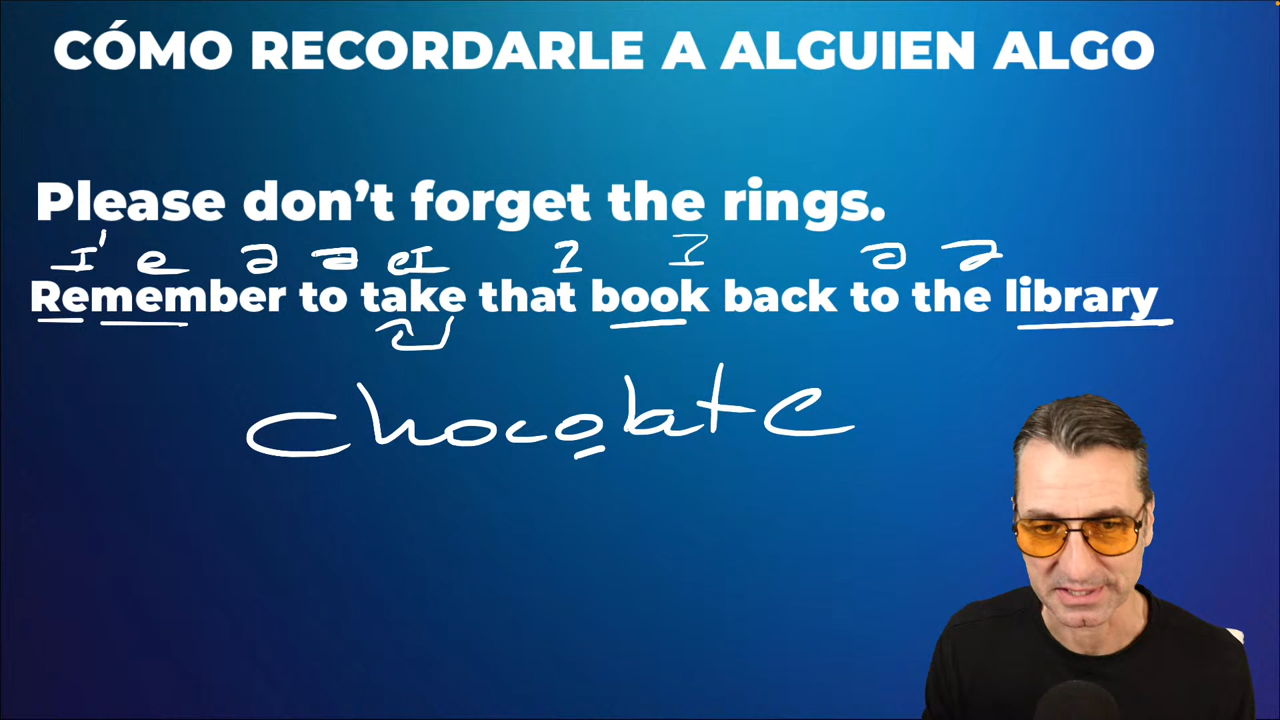 CÓMO RECORDARLE A ALGUIEN ALGO
Please don’t forget the rings.
Remember to take that book back to the library
chocolate